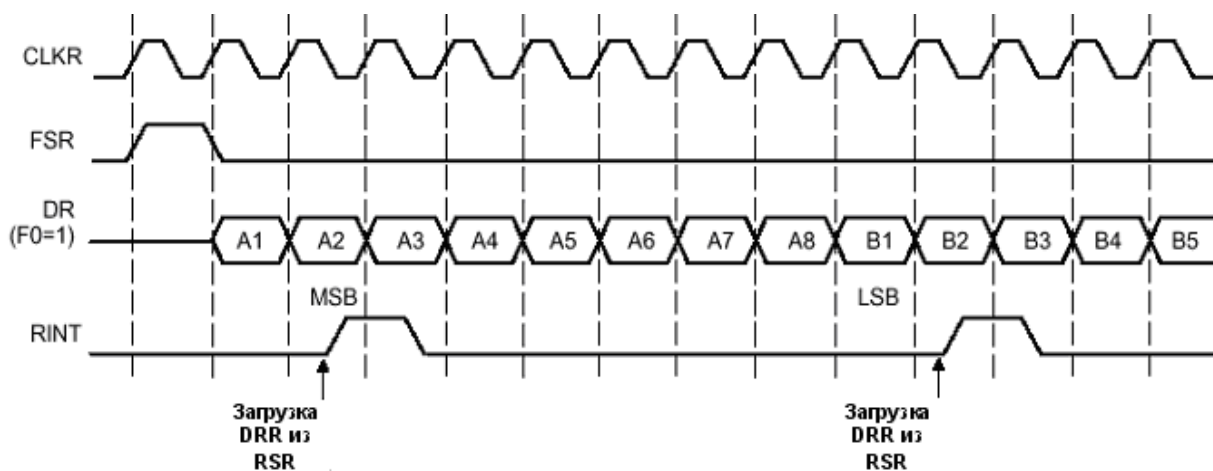 CLKR
FSR
DR
(F0=1)
A1 A2 A3 A4 A5 A6 A7 A8 B1 B2 B3 B4 B5
MSB LSB
RINT
Загрузка
DRR из
RSR
Загрузка
DRR из
RSR